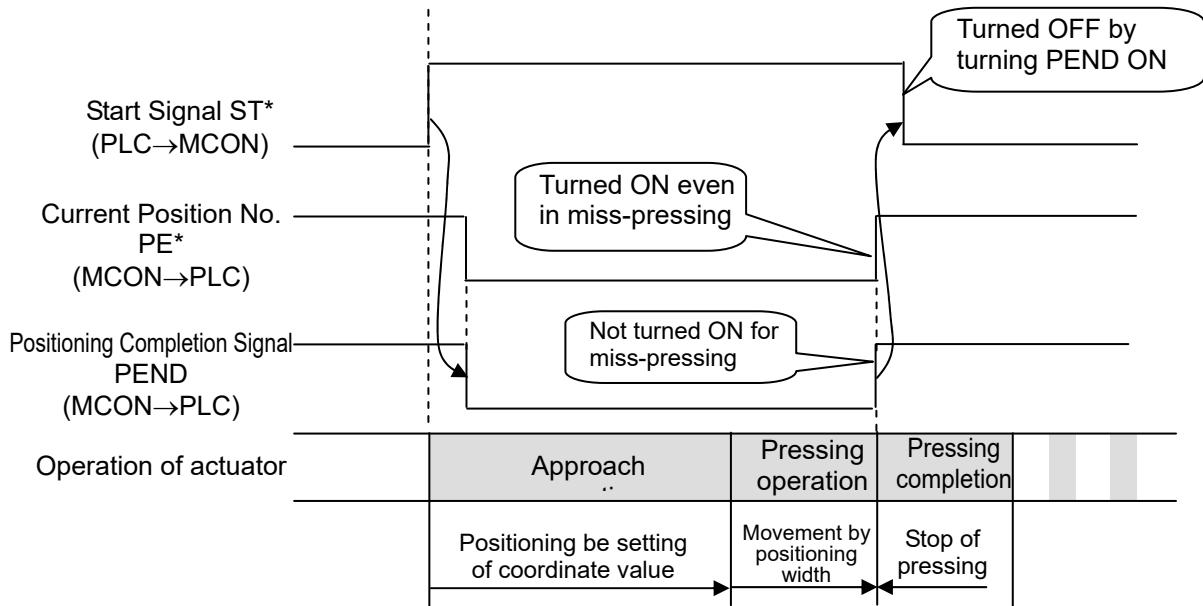 Turned OFF by
turning PEND ON
Start Signal ST*
(PLC→MCON)
Turned ON even
in miss-pressing
Current Position No.
PE*
(MCON→PLC)
Not turned ON for
miss-pressing
Positioning Completion Signal
PEND
(MCON→PLC)
Operation of actuator
Approach
Pressing
operation
Pressing
completion
Positioning be setting
of coordinate value
Movement by
positioning
width
Stop of
pressing